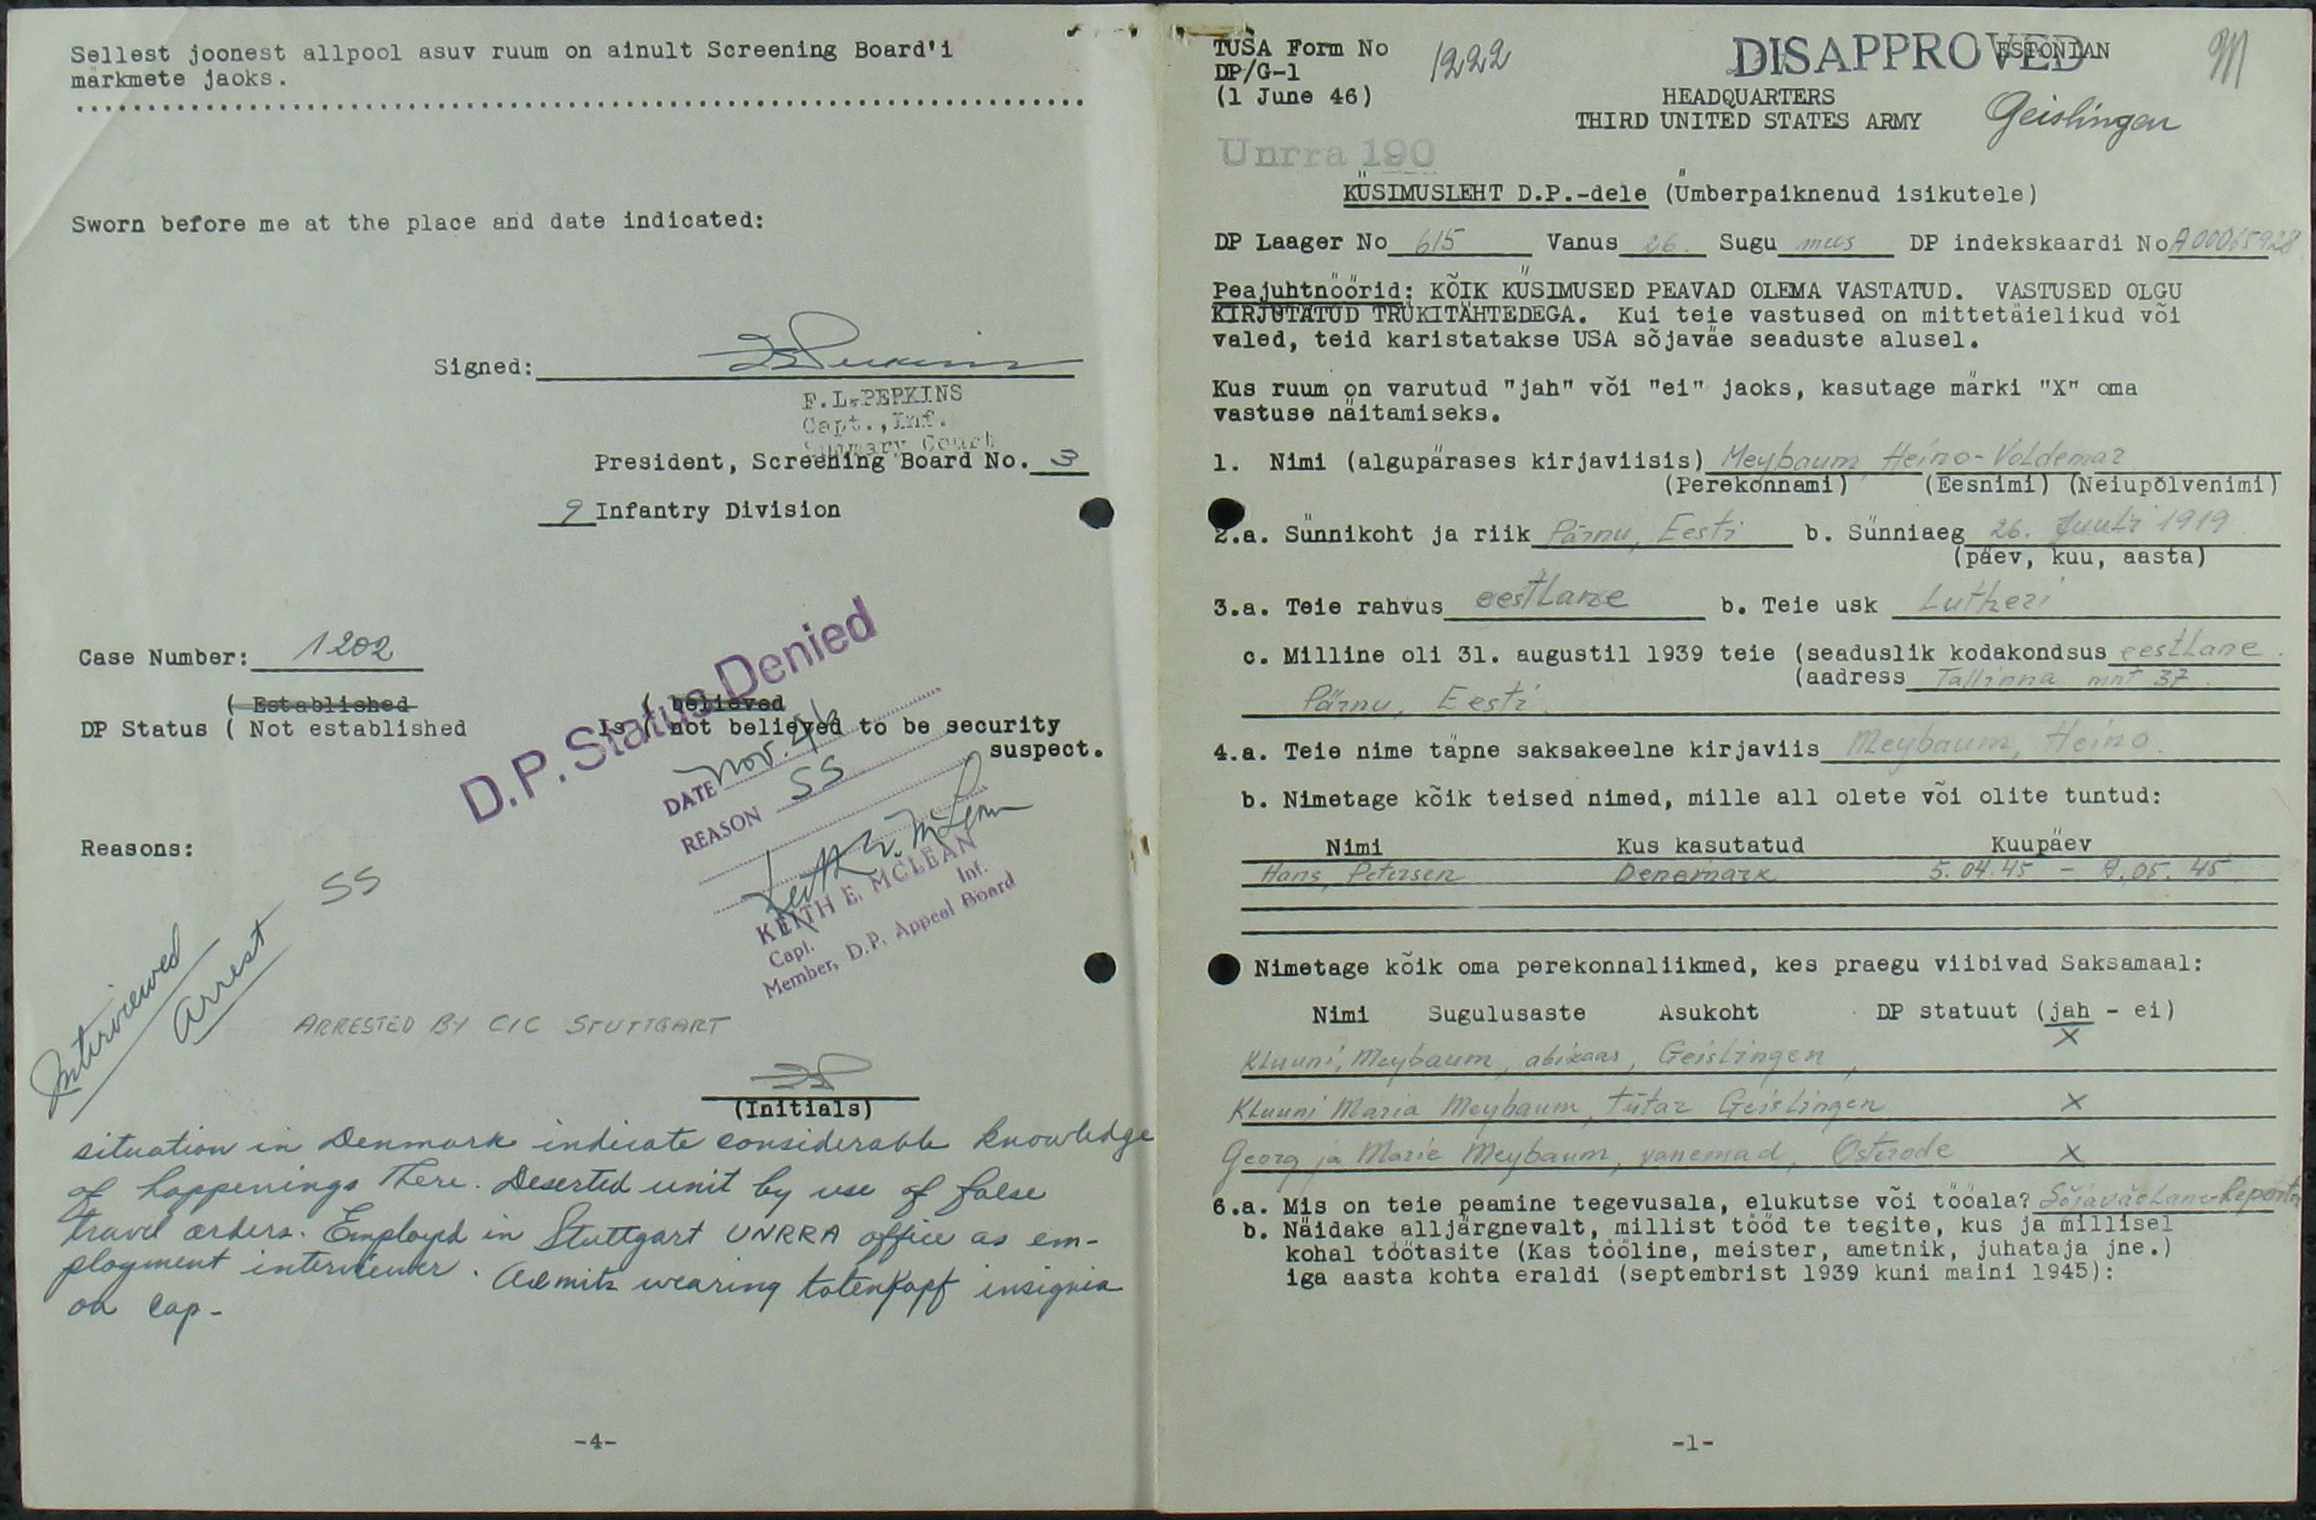 Sellest joonest allpool asuv ruum on ainult Screening Board'i
märkmete jaoks.
Sworn before me at the place and date indicated:
Signed:
F. L. PERKINS
Capt., Inf.
Summary Court
President, Screening Board No. 3
9 Infantry Division
Case Number: 1202
( Established
DP Status ( Not established
( believed
Is ( not believed to be security
suspect.
D.P. Status Denied
DATE Nov. 4
REASON SS
Keith E. McLean
KEITH E. MCLEAN
Capt. Inf.
Member, D.P. Appeal Board
Reasons:
SS
Interviewed
Arrest
ARRESTED BY CIC STUTTGART
(Initials)
situation in Denmark indicate considerable knowledge
of happenings there. Deserted unit by use of false
travel orders. Employed in Stuttgart UNRRA office as em-
ployment interviewer. Admits wearing totenkopf insignia
on cap-
-4-
TUSA Form No
DP/G-1
(1 June 46)
1222
DISAPPROVED
ESTONIAN
M
HEADQUARTERS
THIRD UNITED STATES ARMY
Geislingen
Unrra 190
KÜSIMUSLEHT D.P.-dele (Ümberpaiknenud isikutele)
DP Laager No 615 Vanus 26. Sugu mees DP indekskaardi No A00065928
Peajuhtnöörid: KÕIK KÜSIMUSED PEAVAD OLEMA VASTATUD. VASTUSED OLGU
KIRJUTATUD TRÜKITÄHTEDEGA. Kui teie vastused on mittetäielikud või
valed, teid karistatakse USA sõjaväe seaduste alusel.
Kus ruum on varutud "jah" või "ei" jaoks, kasutage märki "X" oma
vastuse näitamiseks.
1. Nimi (algupärases kirjaviisis) Meybaum, Heino-Voldemar
(Perekonnami) (Eesnimi) (Neiupõlvenimi)
2.a. Sünnikoht ja riik Pärnu, Eesti b. Sünniaeg 26. Juuli 1919
(päev, kuu, aasta)
3.a. Teie rahvus eestlane b. Teie usk Lutheri
c. Milline oli 31. augustil 1939 teie (seaduslik kodakondsus eestlane.
(aadress Tallinna mnt 37.
Pärnu, Eesti.
4.a. Teie nime täpne saksakeelne kirjaviis Meybaum, Heino.
b. Nimetage kõik teised nimed, mille all olete või olite tuntud:
Nimi Kus kasutatud Kuupäev
Hans, Petersen Denemark 5.04.45 - 9.05.45
Nimetage kõik oma perekonnaliikmed, kes praegu viibivad Saksamaal:
Nimi Sugulusaste Asukoht DP statuut (jah - ei)
Kluuni, Meybaum, abikaas, Geislingen, X
Kluuni Maria Meybaum, tütar Geislingen X
Georg ja Marie Meybaum, vanemad, Osterode X
6.a. Mis on teie peamine tegevusala, elukutse või tööala? Sõjaväelane-Reporter
b. Näidake alljärgnevalt, millist tööd te tegite, kus ja millisel
kohal töötasite (Kas tööline, meister, ametnik, juhataja jne.)
iga aasta kohta eraldi (septembrist 1939 kuni maini 1945):
-1-